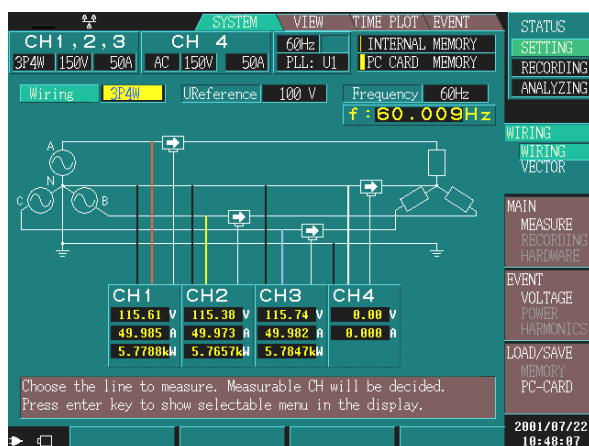 SYSTEM VIEW TIME PLOT EVENT
CH1,2,3
3P4W 150V 50A
CH 4
AC 150V 50A
60Hz
PLL: U1
INTERNAL MEMORY
PC CARD MEMORY
STATUS
SETTING
RECORDING
ANALYZING
Wiring 3P4W UReference 100 V Frequency 60Hz
f:60.009Hz
WIRING
WIRING
VECTOR
A
N
C
B
MAIN
MEASURE
RECORDING
HARDWARE
EVENT
VOLTAGE
POWER
HARMONICS
CH1 CH2 CH3 CH4
115.61 V 115.38 V 115.74 V 0.00 V
49.985 A 49.973 A 49.982 A 0.000 A
5.7788kW 5.7657kW 5.7847kW
LOAD/SAVE
MEMORY
PC-CARD
Choose the line to measure. Measurable CH will be decided.
Press enter key to show selectable menu in the display.
2001/07/22
10:48:07